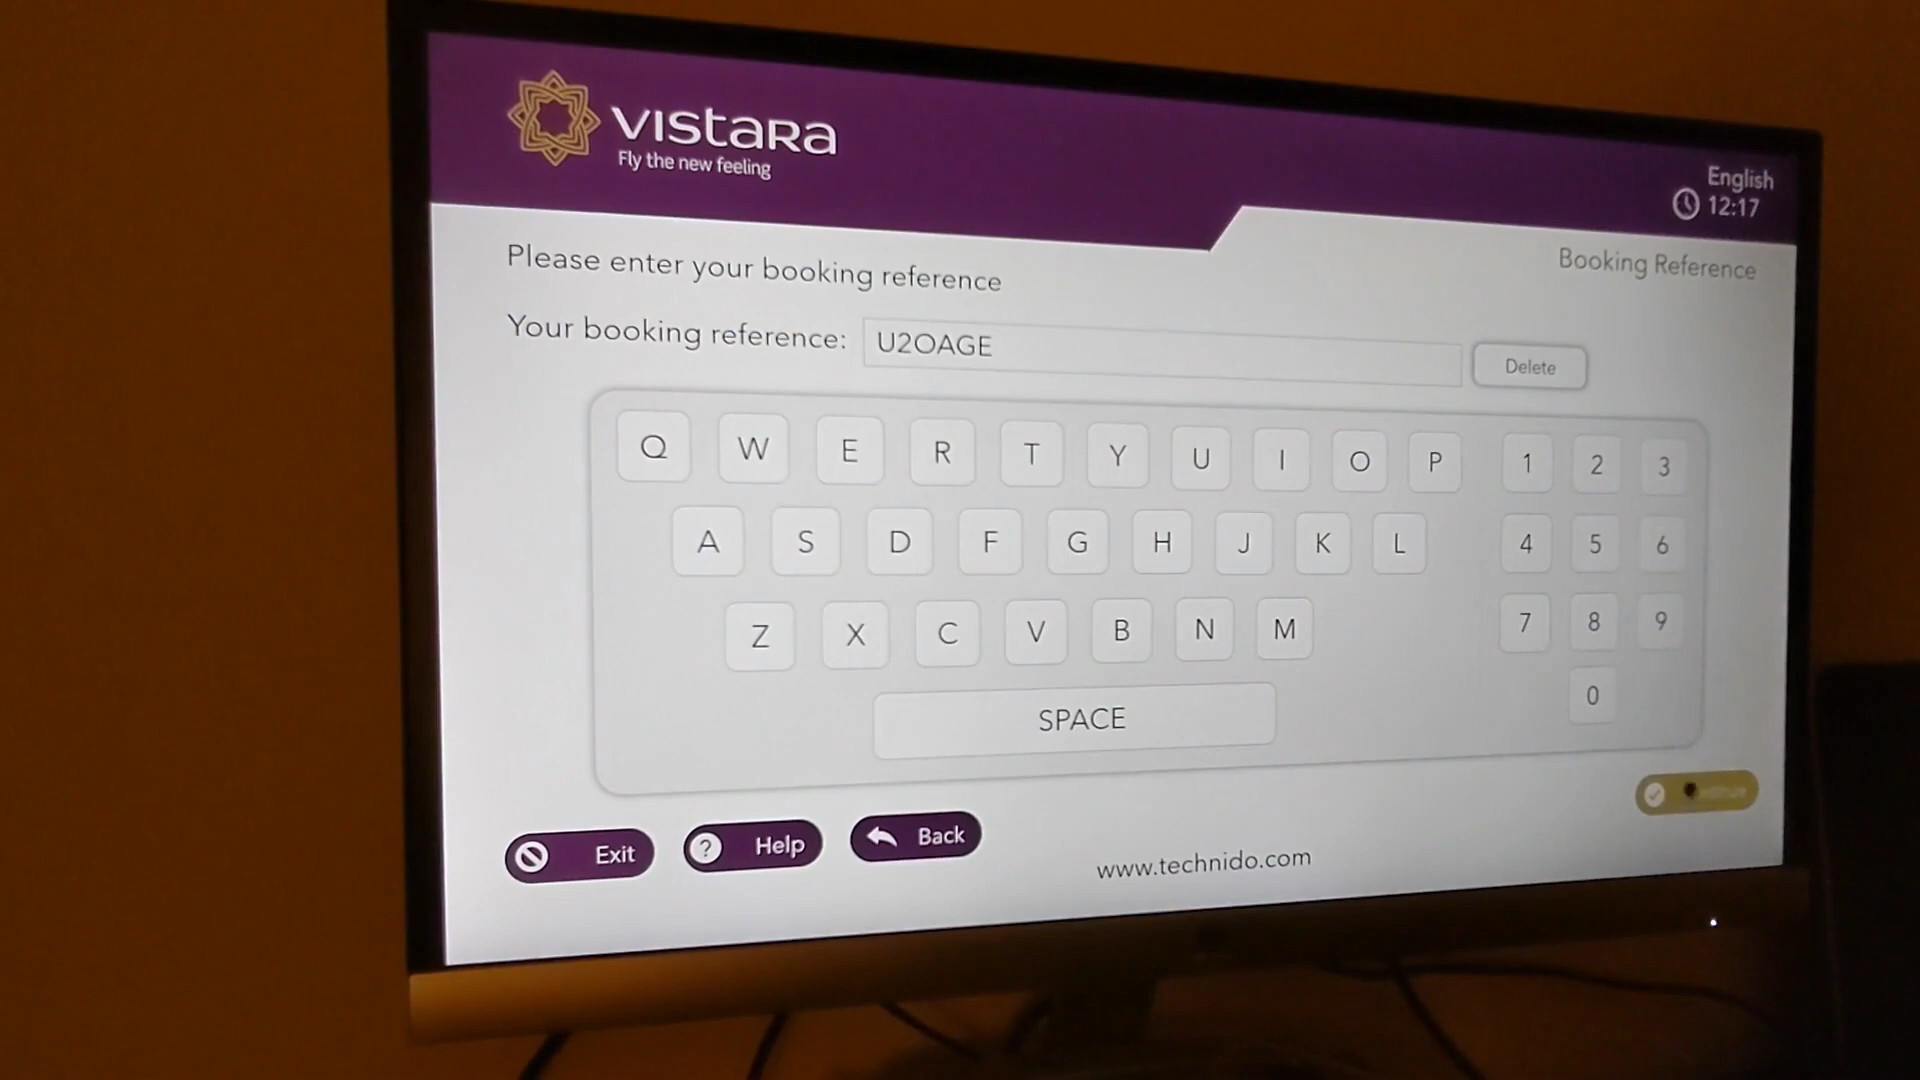 vistara
Fly the new feeling
English
12:17
Booking Reference
Please enter your booking reference
Your booking reference: U2OAGE Delete
Q W E R T Y U I O P 1 2 3
A S D F G H J K L 4 5 6
Z X C V B N M 7 8 9
SPACE 0
Exit Help Back
www.technido.com